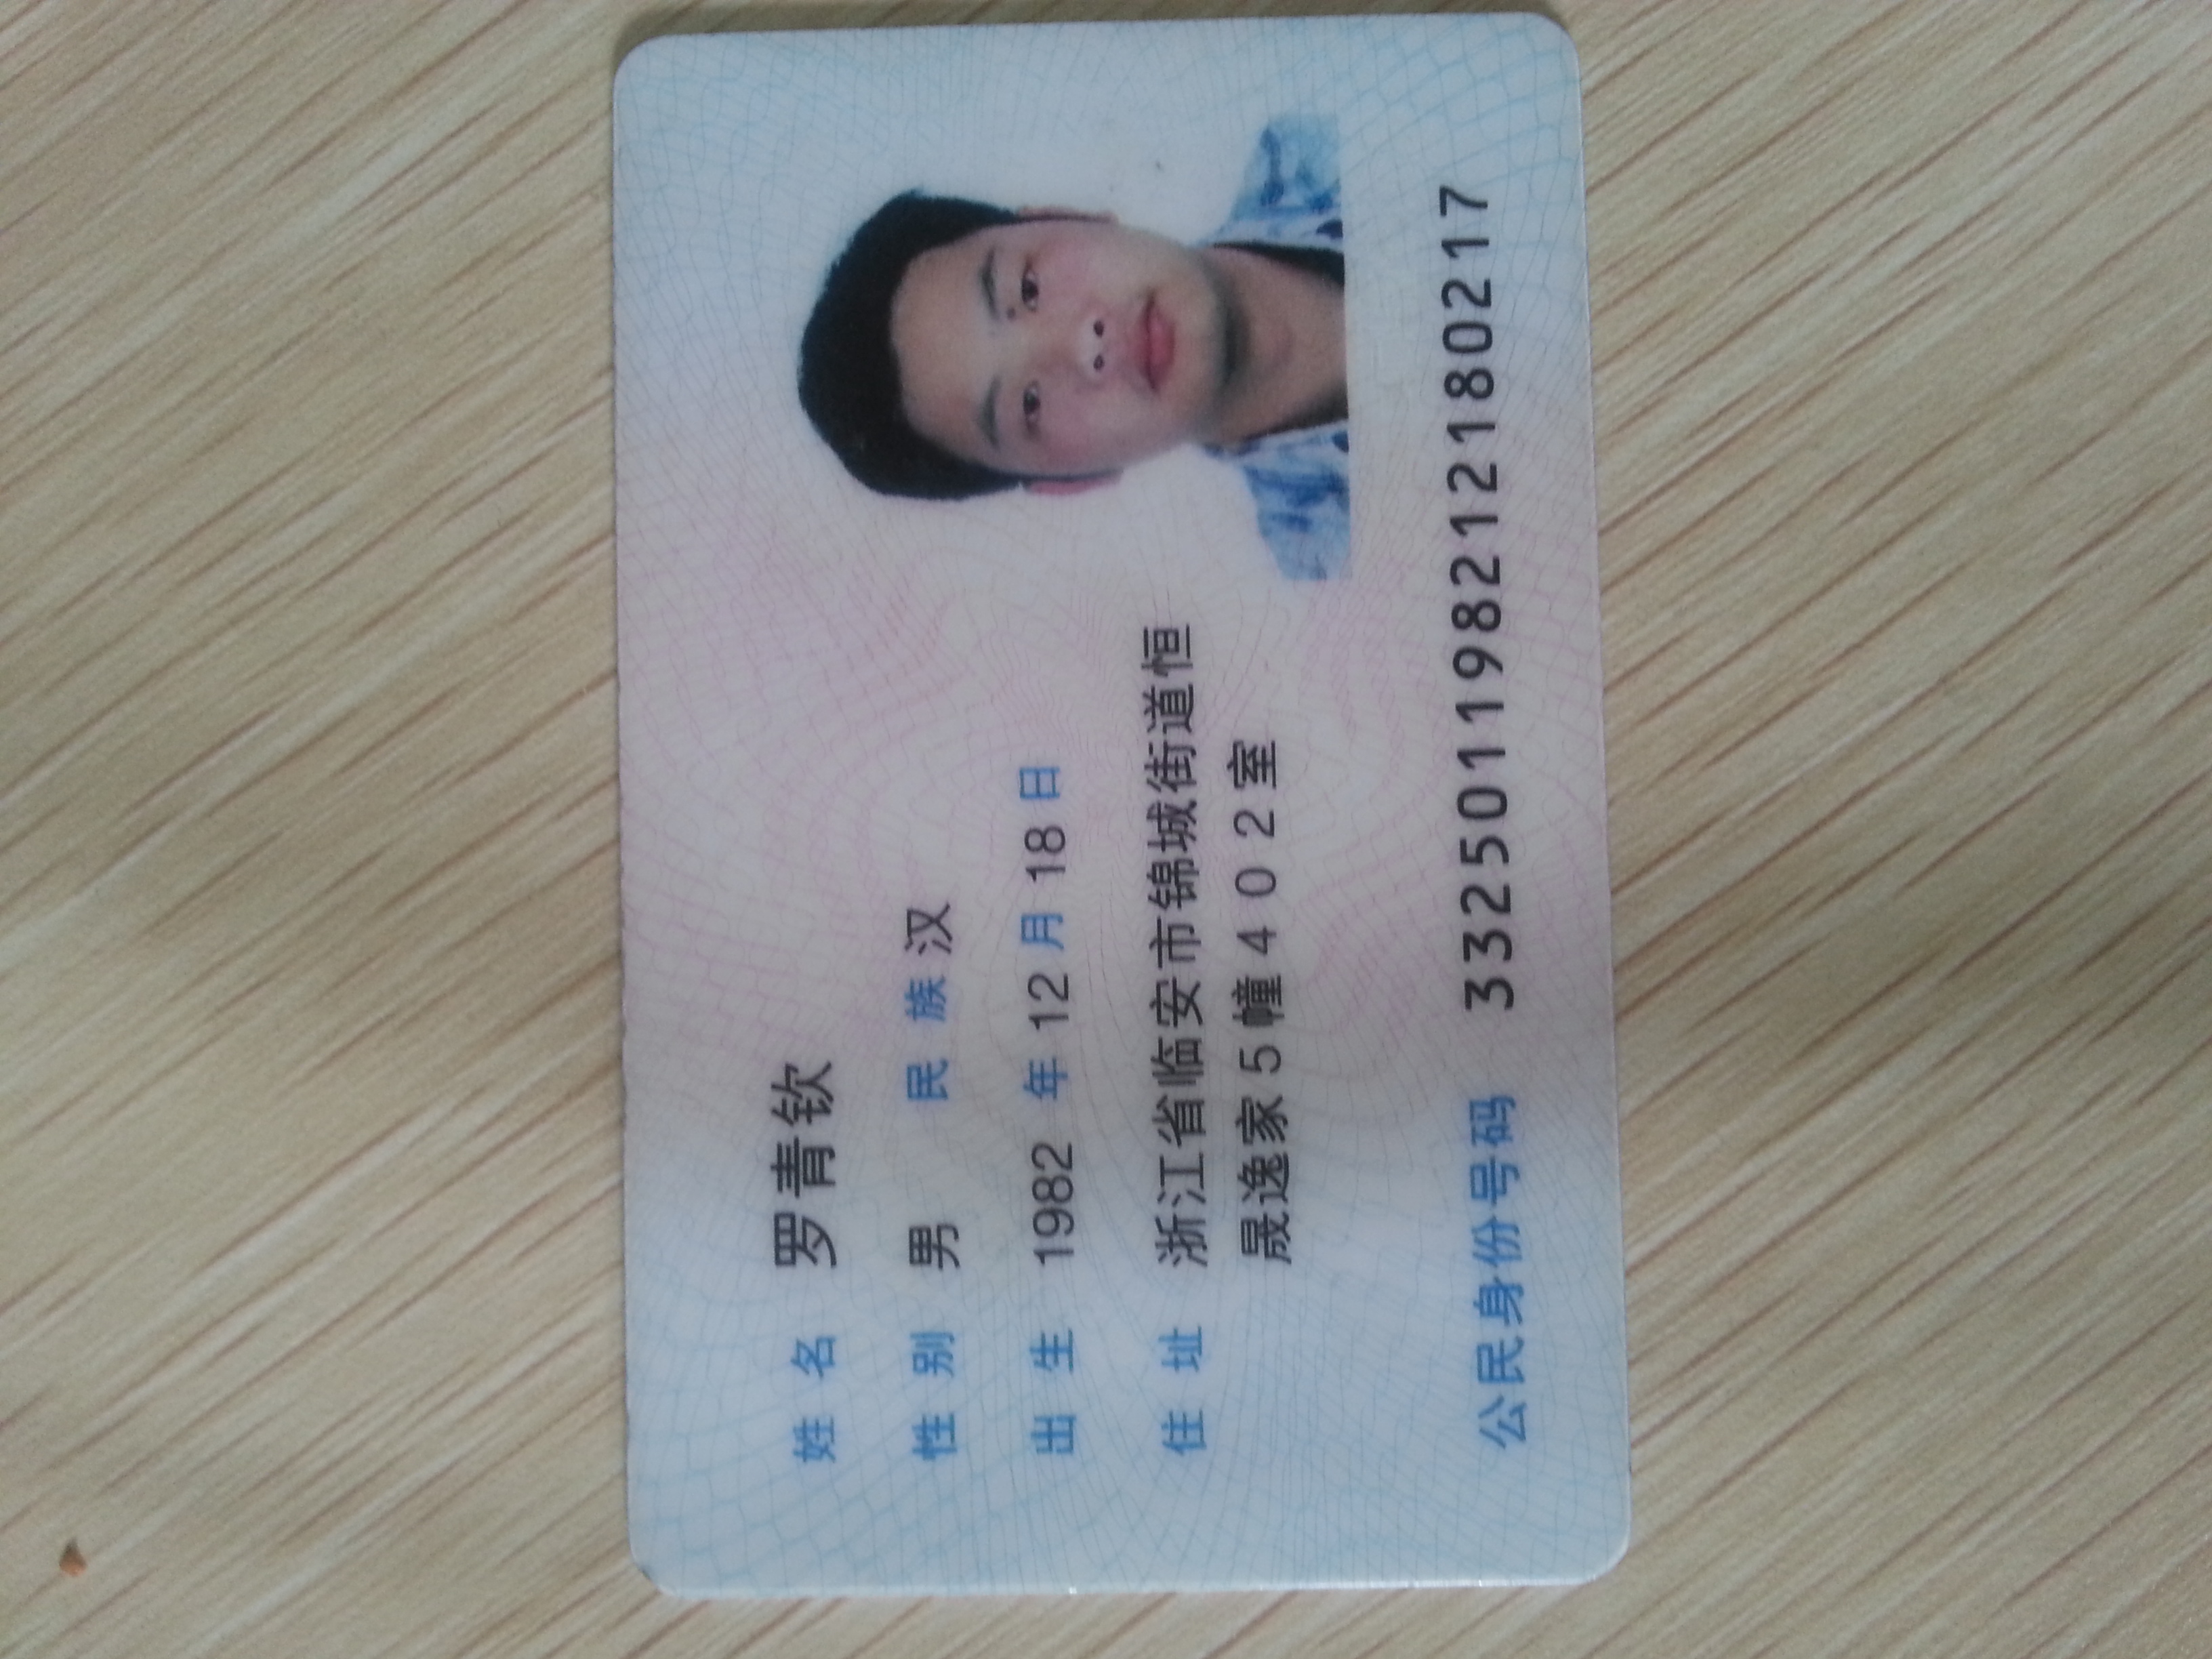 姓名 罗青钦
性别 男 民族 汉
出生 1982 年 12 月 18 日
住址 浙江省临安市锦城街道恒
晟逸家5幢402室
公民身份号码 332501198212180217